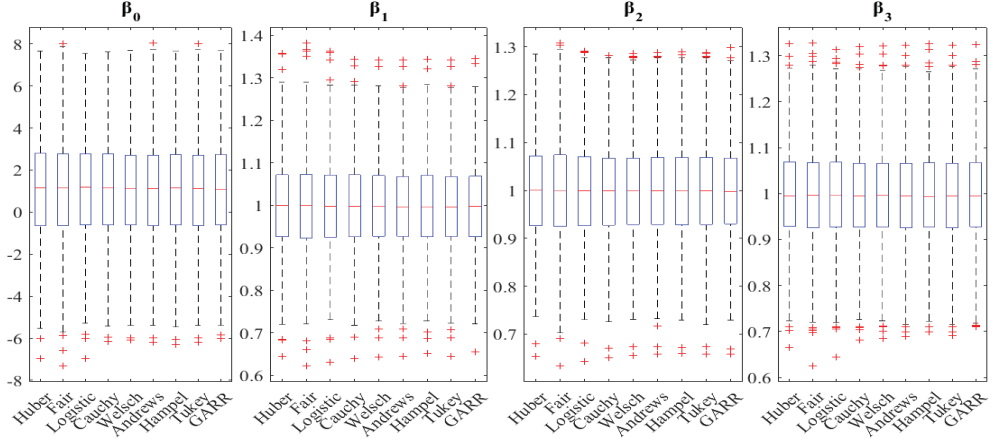 β0
8
6
4
2
0
-2
-4
-6
-8
Huber
Fair
Logistic
Cauchy
Welsch
Andrews
Hampel
Tukey
GARR
β1
1.4
1.3
1.2
1.1
1
0.9
0.8
0.7
0.6
Huber
Fair
Logistic
Cauchy
Welsch
Andrews
Hampel
Tukey
GARR
β2
1.3
1.2
1.1
1
0.9
0.8
0.7
Huber
Fair
Logistic
Cauchy
Welsch
Andrews
Hampel
Tukey
GARR
β3
1.3
1.2
1.1
1
0.9
0.8
0.7
0.6
Huber
Fair
Logistic
Cauchy
Welsch
Andrews
Hampel
Tukey
GARR